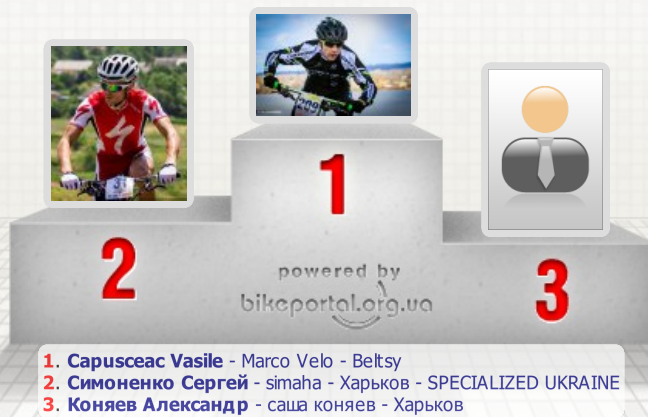 209
1
2
3
powered by
bikeportal.org.ua
1. Capusceac Vasile - Marco Velo - Beltsy
2. Симоненко Сергей - simaha - Харьков - SPECIALIZED UKRAINE
3. Коняев Александр - саша коняев - Харьков